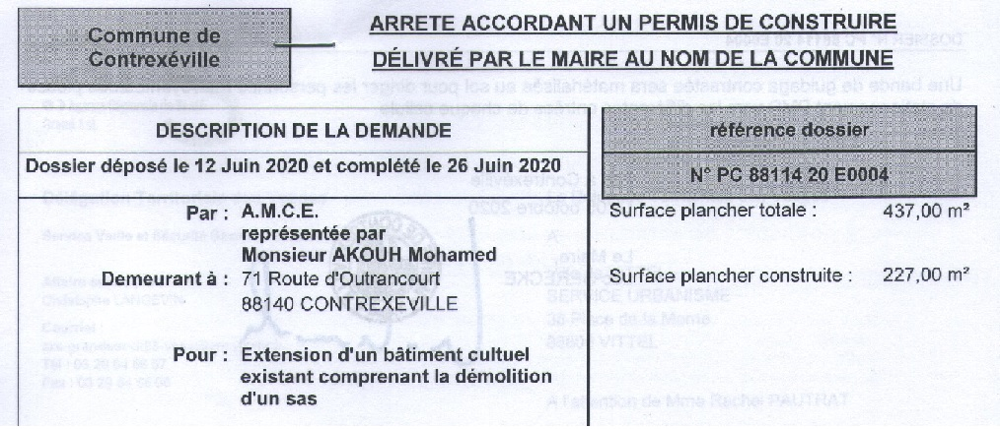 Commune de
Contrexéville
ARRETE ACCORDANT UN PERMIS DE CONSTRUIRE
DÉLIVRÉ PAR LE MAIRE AU NOM DE LA COMMUNE
DESCRIPTION DE LA DEMANDE
Dossier déposé le 12 Juin 2020 et complété le 26 Juin 2020
Par : A.M.C.E.
représentée par
Monsieur AKOUH Mohamed
Demeurant à : 71 Route d'Outrancourt
88140 CONTREXEVILLE
Pour : Extension d'un bâtiment cultuel
existant comprenant la démolition
d'un sas
référence dossier
N° PC 88114 20 E0004
Surface plancher totale : 437,00 m²
Surface plancher construite : 227,00 m²